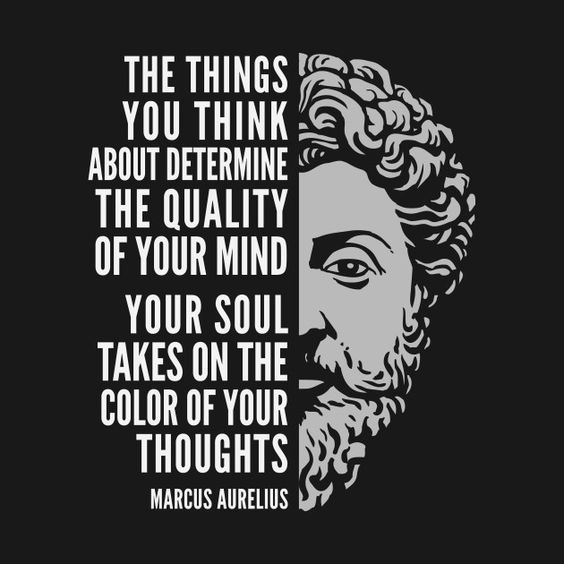 THE THINGS
YOU THINK
ABOUT DETERMINE
THE QUALITY
OF YOUR MIND
YOUR SOUL
TAKES ON THE
COLOR OF YOUR
THOUGHTS
MARCUS AURELIUS